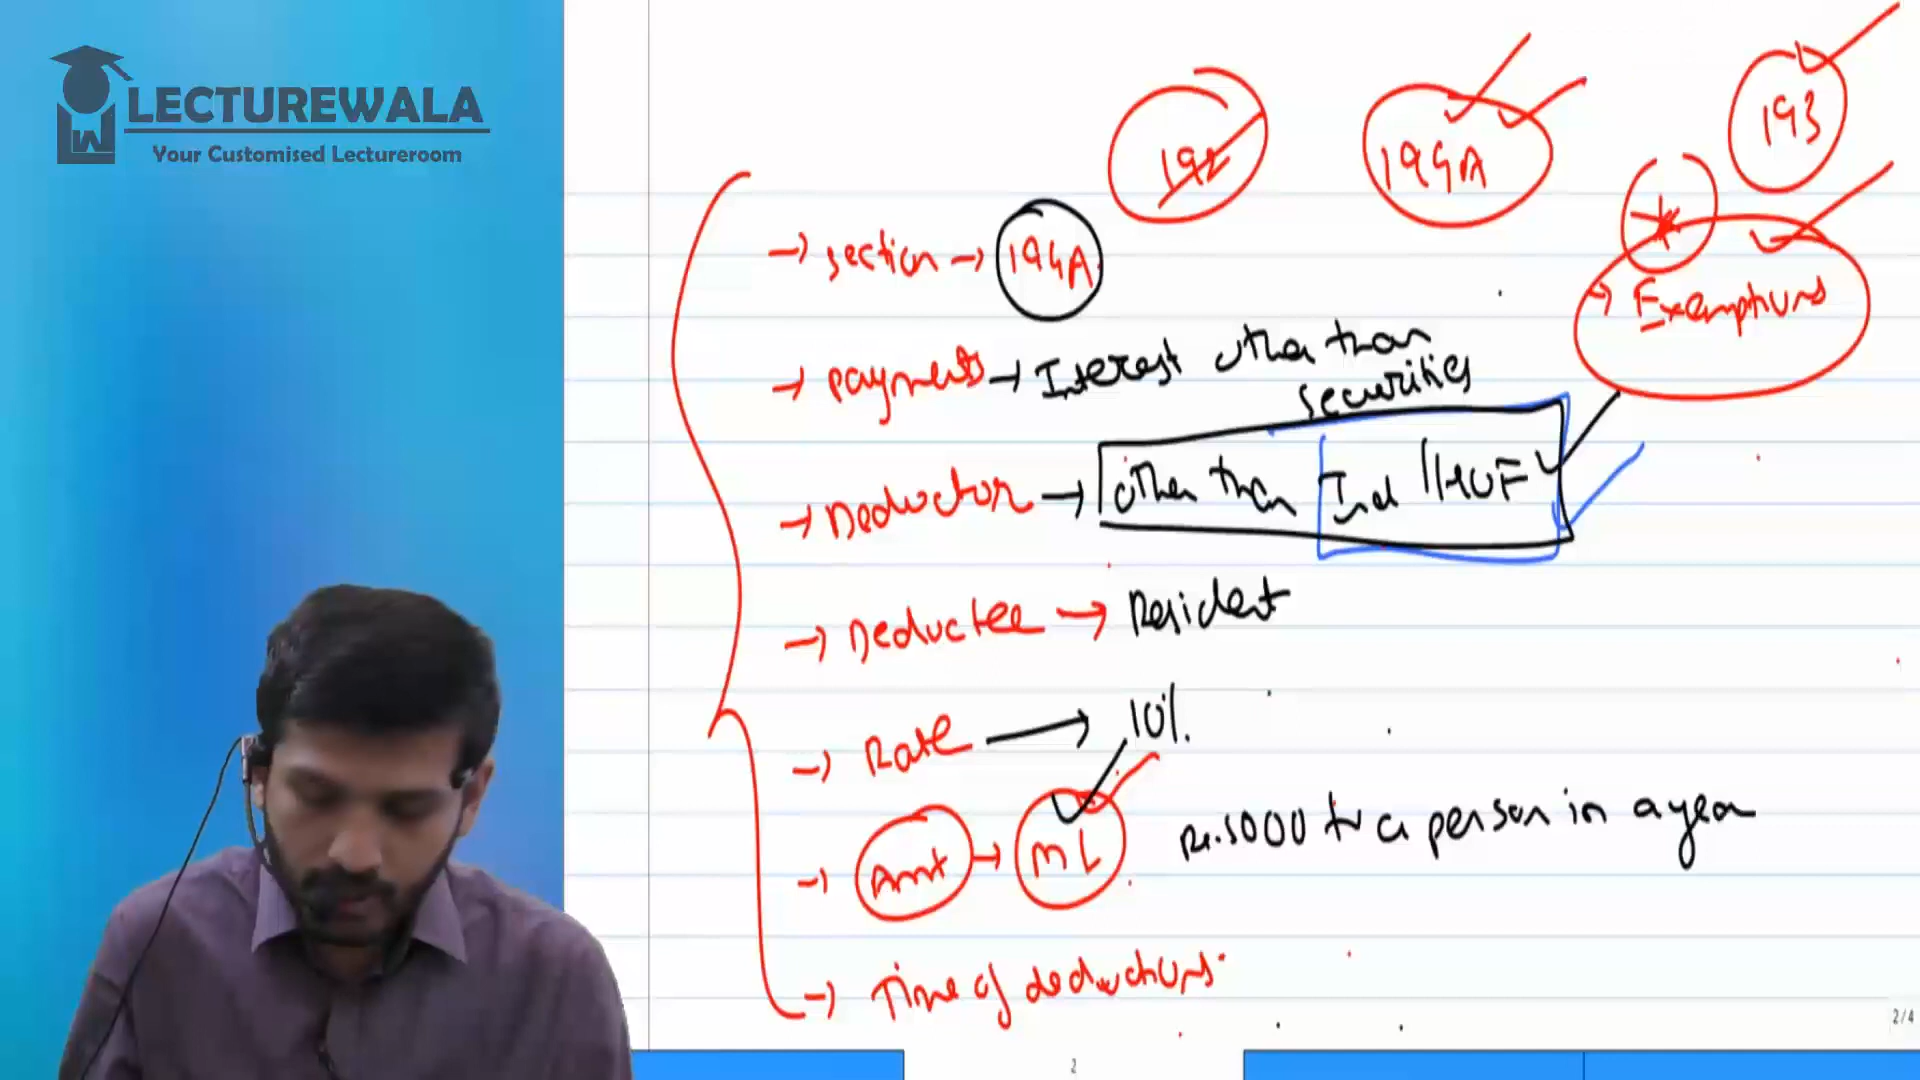 LECTUREWALA
Your Customised Lectureroom
192
194A
193
→ section → 194A
→ Exemptions
→ Payments → Interest other than
securities
→ Deductor → other than Ind / HUF
→ Deductee → Resident
→ Rate → 10%.
→ Amt → ML Rs.5000 to a person in a year
→ Time of deductions
2/4
2